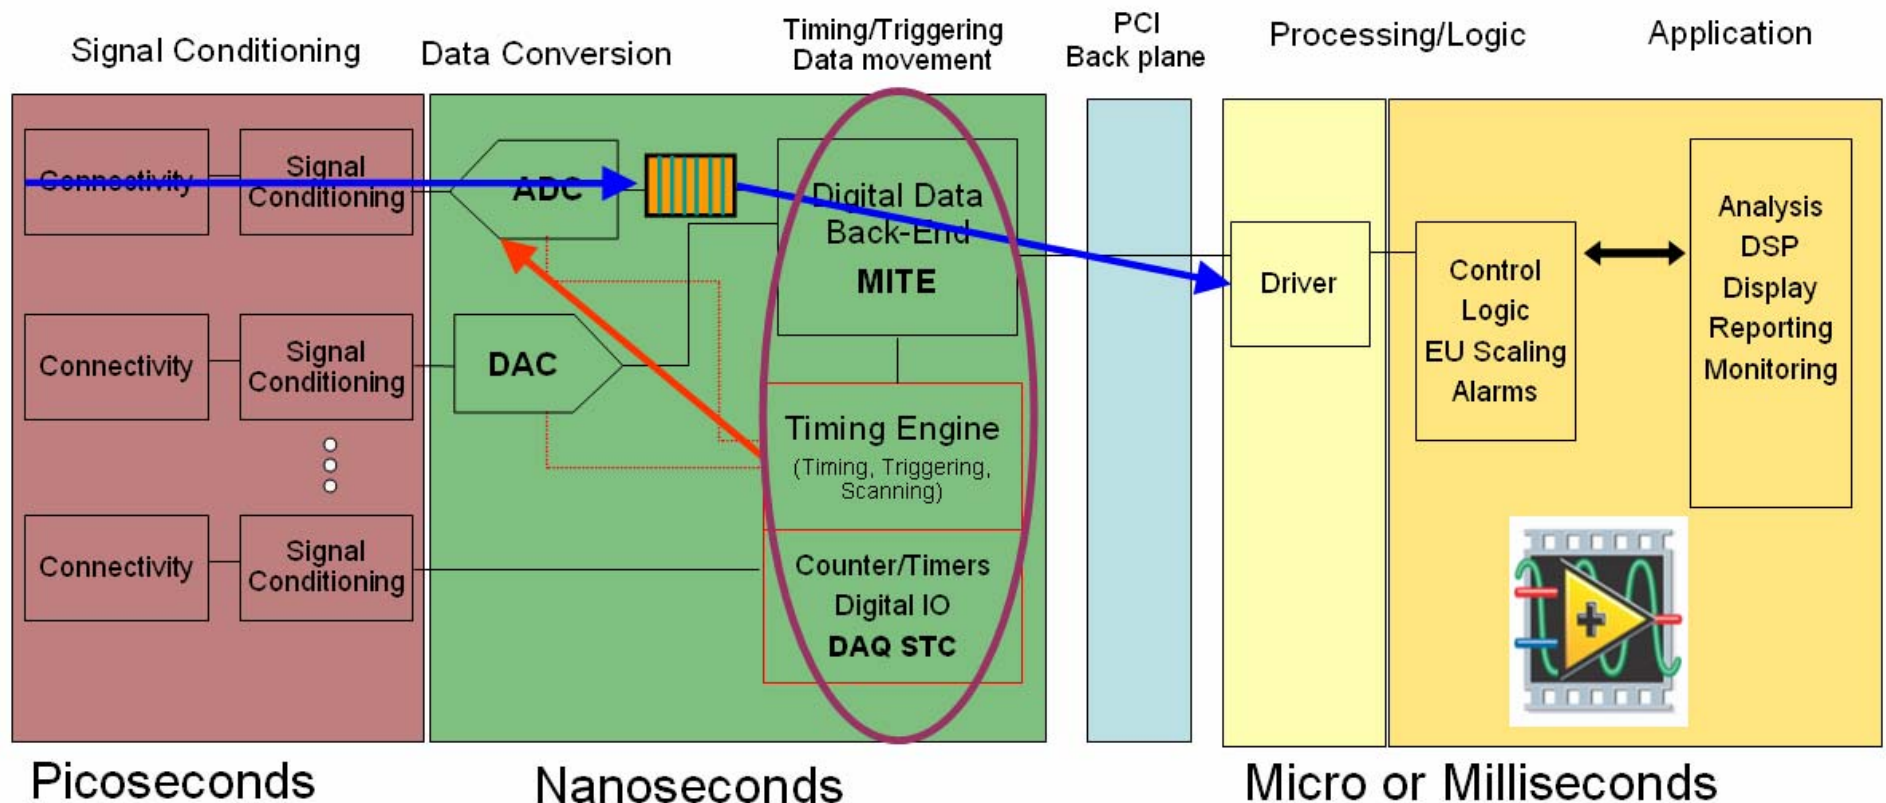 Signal Conditioning
Data Conversion
Timing/Triggering
Data movement
PCI
Back plane
Processing/Logic
Application
Connectivity
Signal
Conditioning
ADC
Digital Data
Back-End
MITE
Driver
Control
Logic
EU Scaling
Alarms
Analysis
DSP
Display
Reporting
Monitoring
Connectivity
Signal
Conditioning
DAC
Timing Engine
(Timing, Triggering,
Scanning)
Connectivity
Signal
Conditioning
Counter/Timers
Digital IO
DAQ STC
Picoseconds
Nanoseconds
Micro or Milliseconds